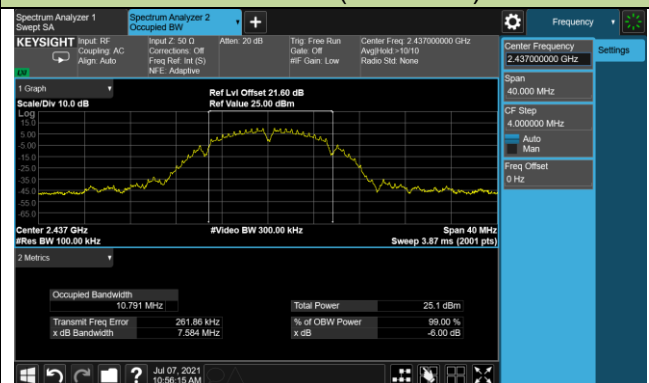 Spectrum Analyzer 1
Swept SA
Spectrum Analyzer 2
Occupied BW
Frequency
KEYSIGHT
Input: RF
Coupling: AC
Align: Auto
Input Z: 50 Ω
Corrections: Off
Freq Ref: Int (S)
NFE: Adaptive
Atten: 20 dB
Trig: Free Run
Gate: Off
#IF Gain: Low
Center Freq: 2.437000000 GHz
Avg|Hold:>10/10
Radio Std: None
Center Frequency
2.437000000 GHz
Settings
Span
40.000 MHz
CF Step
4.000000 MHz
Auto
Man
Freq Offset
0 Hz
1 Graph
Scale/Div 10.0 dB
Ref Lvl Offset 21.60 dB
Ref Value 25.00 dBm
Log
15.0
5.00
-5.00
-15.0
-25.0
-35.0
-45.0
-55.0
-65.0
Center 2.437 GHz
#Res BW 100.00 kHz
#Video BW 300.00 kHz
Span 40 MHz
Sweep 3.87 ms (2001 pts)
2 Metrics
Occupied Bandwidth
10.791 MHz
Total Power
25.1 dBm
Transmit Freq Error
261.86 kHz
% of OBW Power
99.00 %
x dB Bandwidth
7.584 MHz
x dB
-6.00 dB
Jul 07, 2021
10:56:15 AM